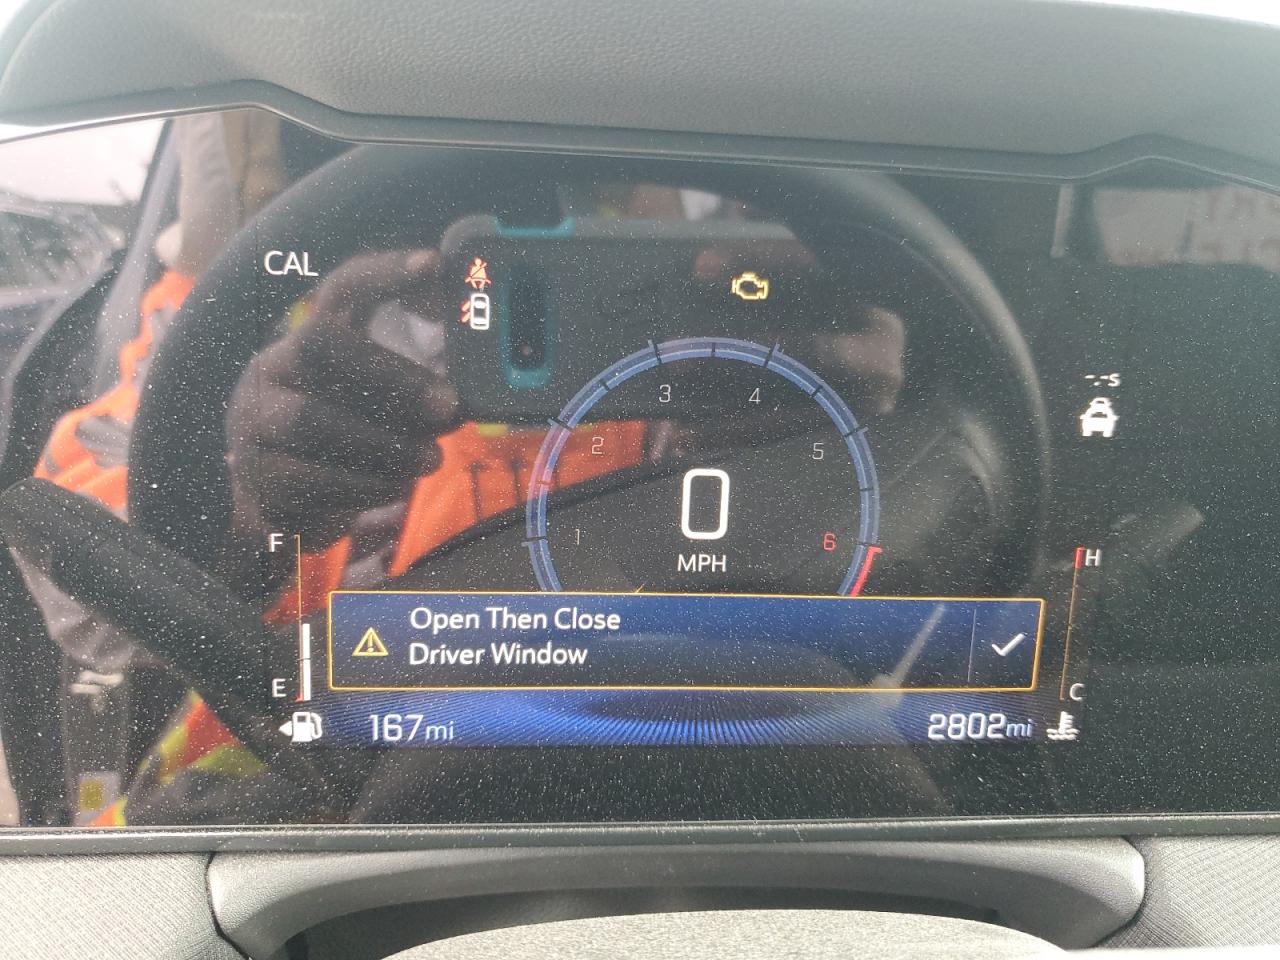 CAL
3
4
2
5
1
6
0
MPH
-.-s
F
H
Open Then Close
Driver Window
E
C
167mi
2802mi